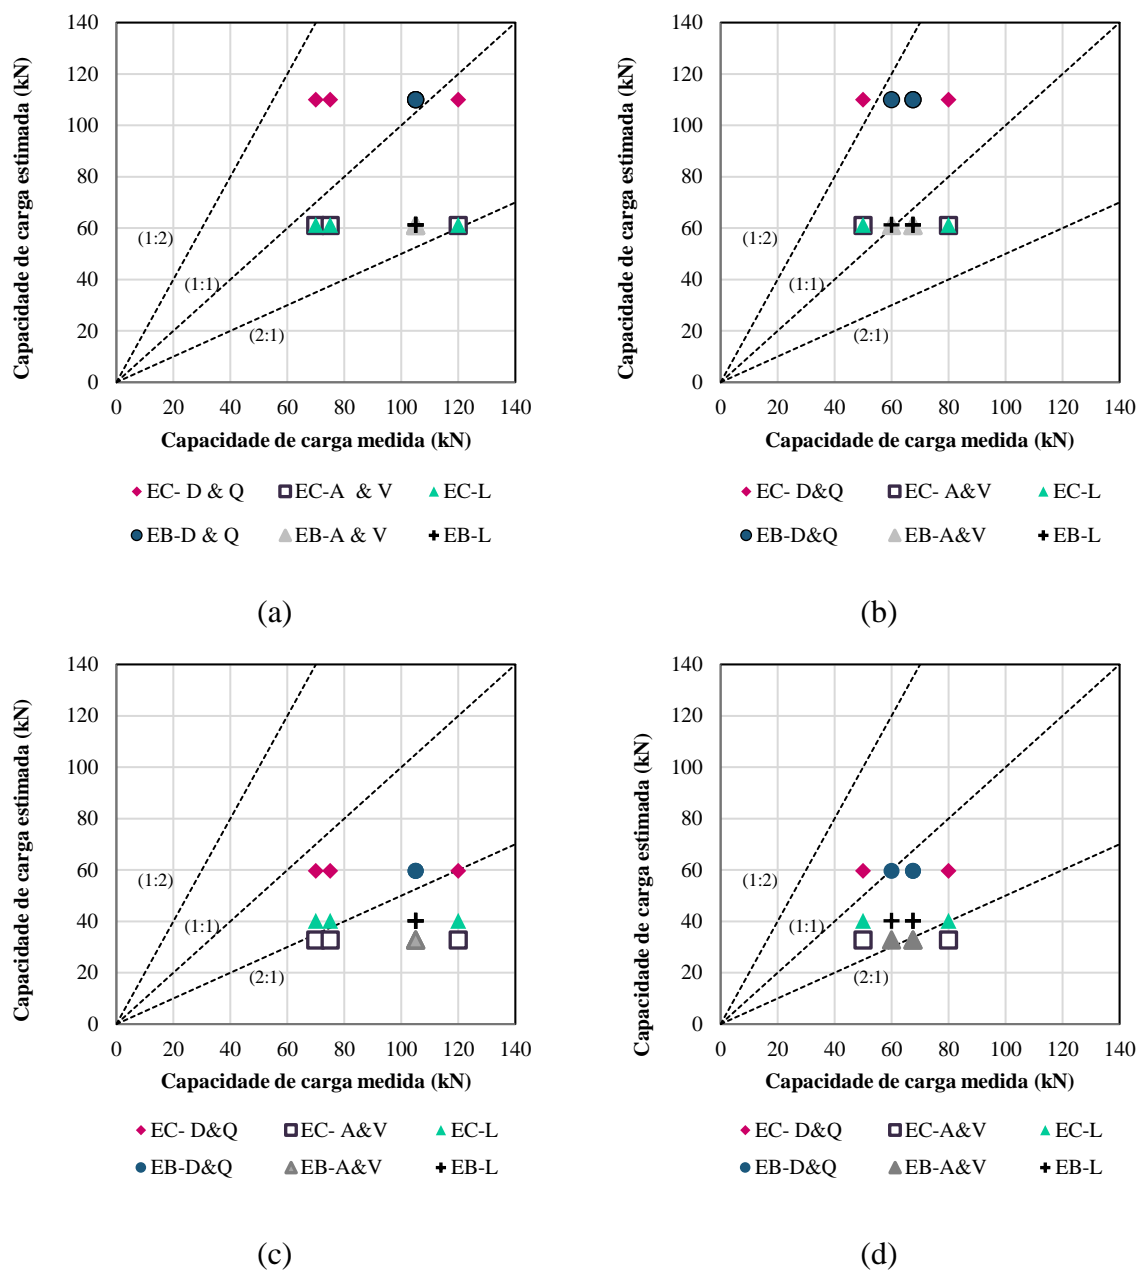 Capacidade de carga estimada (kN)
140
120
100
80
60
40
20
0
(1:2)
(1:1)
(2:1)
0 20 40 60 80 100 120 140
Capacidade de carga medida (kN)
EC- D & Q EC-A & V EC-L
EB-D & Q EB-A & V EB-L
(a)
Capacidade de carga estimada (kN)
140
120
100
80
60
40
20
0
(1:2)
(1:1)
(2:1)
0 20 40 60 80 100 120 140
Capacidade de carga medida (kN)
EC- D&Q EC- A&V EC-L
EB-D&Q EB-A&V EB-L
(b)
Capacidade de carga estimada (kN)
140
120
100
80
60
40
20
0
(1:2)
(1:1)
(2:1)
0 20 40 60 80 100 120 140
Capacidade de carga medida (kN)
EC- D&Q EC-A&V EC-L
EB-D&Q EB-A&V EB-L
(c)
Capacidade de carga estimada (kN)
140
120
100
80
60
40
20
0
(1:2)
(1:1)
(2:1)
0 20 40 60 80 100 120 140
Capacidade de carga medida (kN)
EC- D&Q EC-A&V EC-L
EB-D&Q EB-A&V EB-L
(d)